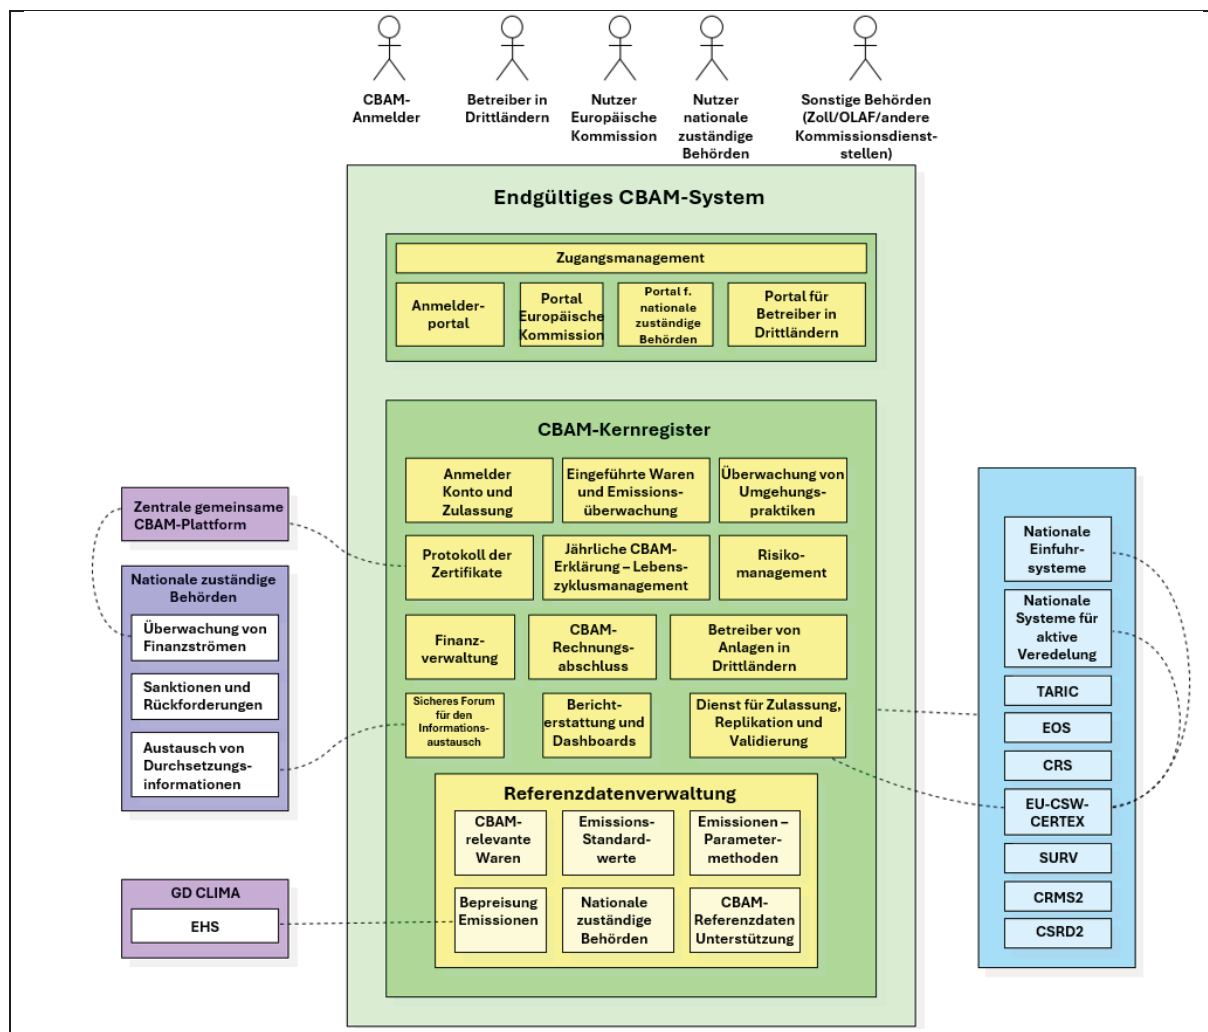 CBAM-
Anmelder
Betreiber in
Drittländern
Nutzer
Europäische
Kommission
Nutzer
nationale
zuständige
Behörden
Sonstige Behörden
(Zoll/OLAF/andere
Kommissionsdienst-
stellen)
Endgültiges CBAM-System
Zugangsmanagement
Anmelder-
portal
Portal
Europäische
Kommission
Portal f.
nationale
zuständige
Behörden
Portal für
Betreiber in
Drittländern
CBAM-Kernregister
Anmelder
Konto und
Zulassung
Eingeführte Waren
und Emissions-
überwachung
Überwachung von
Umgehungs-
praktiken
Protokoll der
Zertifikate
Jährliche CBAM-
Erklärung – Lebens-
zyklusmanagement
Risiko-
management
Finanz-
verwaltung
CBAM-
Rechnungs-
abschluss
Betreiber von
Anlagen in
Drittländern
Sicheres Forum
für den
Informations-
austausch
Bericht-
erstattung und
Dashboards
Dienst für Zulassung,
Replikation und
Validierung
Referenzdatenverwaltung
CBAM-
relevante
Waren
Emissions-
Standard-
werte
Emissionen –
Parameter-
methoden
Bepreisung
Emissionen
Nationale
zuständige
Behörden
CBAM-
Referenzdaten
Unterstützung
Zentrale gemeinsame
CBAM-Plattform
Nationale zuständige
Behörden
Überwachung von
Finanzströmen
Sanktionen und
Rückforderungen
Austausch von
Durchsetzungs-
informationen
GD CLIMA
EHS
Nationale
Einfuhr-
systeme
Nationale
Systeme für
aktive
Veredelung
TARIC
EOS
CRS
EU-CSW-
CERTEX
SURV
CRMS2
CSRD2